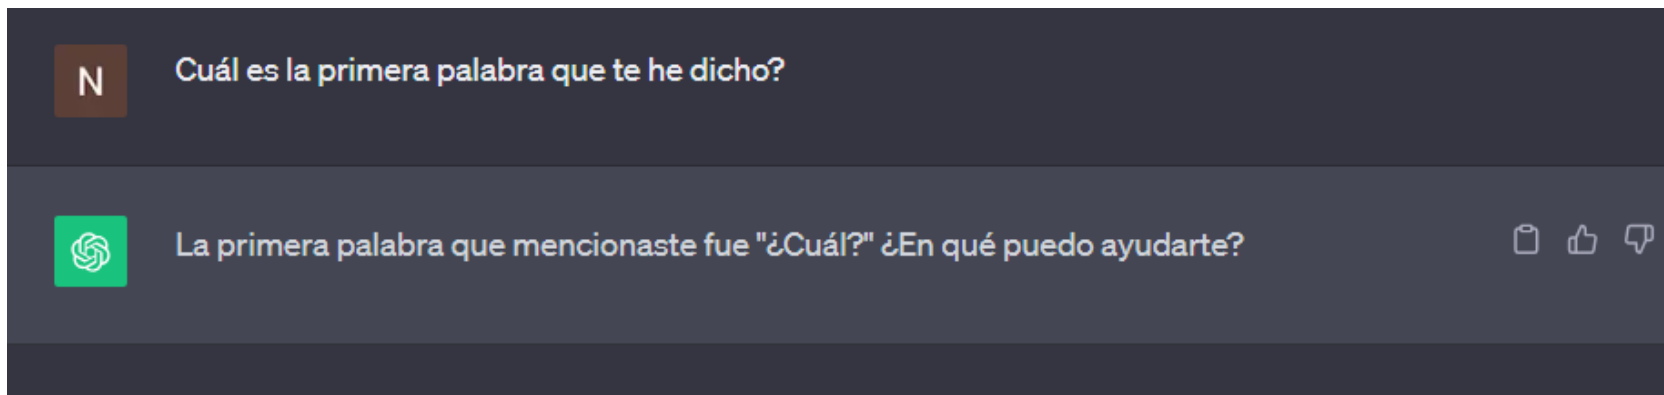 N
Cuál es la primera palabra que te he dicho?
La primera palabra que mencionaste fue "¿Cuál?" ¿En qué puedo ayudarte?